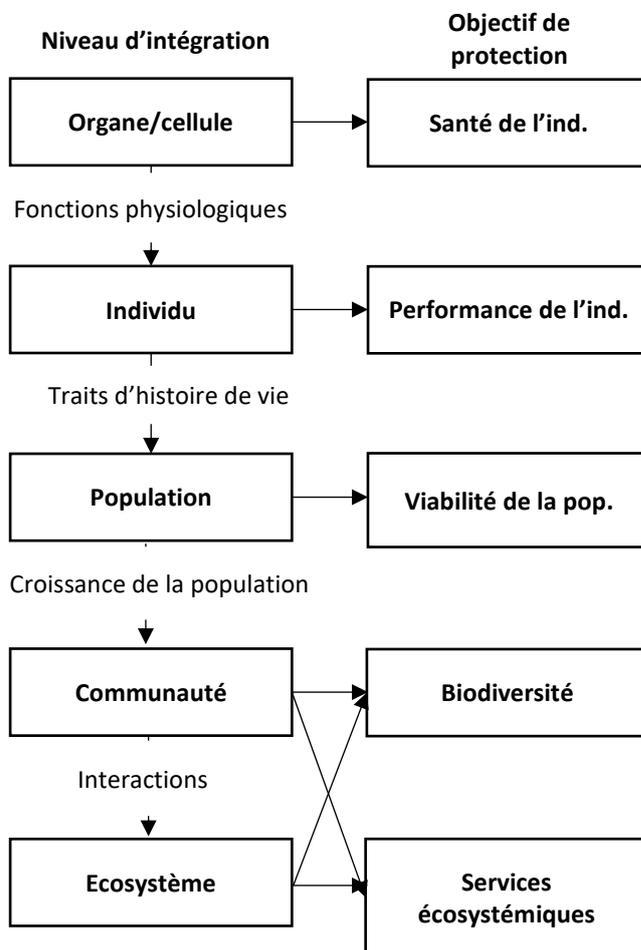 Niveau d’intégration
Objectif de
protection
Organe/cellule
Santé de l’ind.
Fonctions physiologiques
Individu
Performance de l’ind.
Traits d’histoire de vie
Population
Viabilité de la pop.
Croissance de la population
Communauté
Biodiversité
Interactions
Ecosystème
Services
écosystémiques